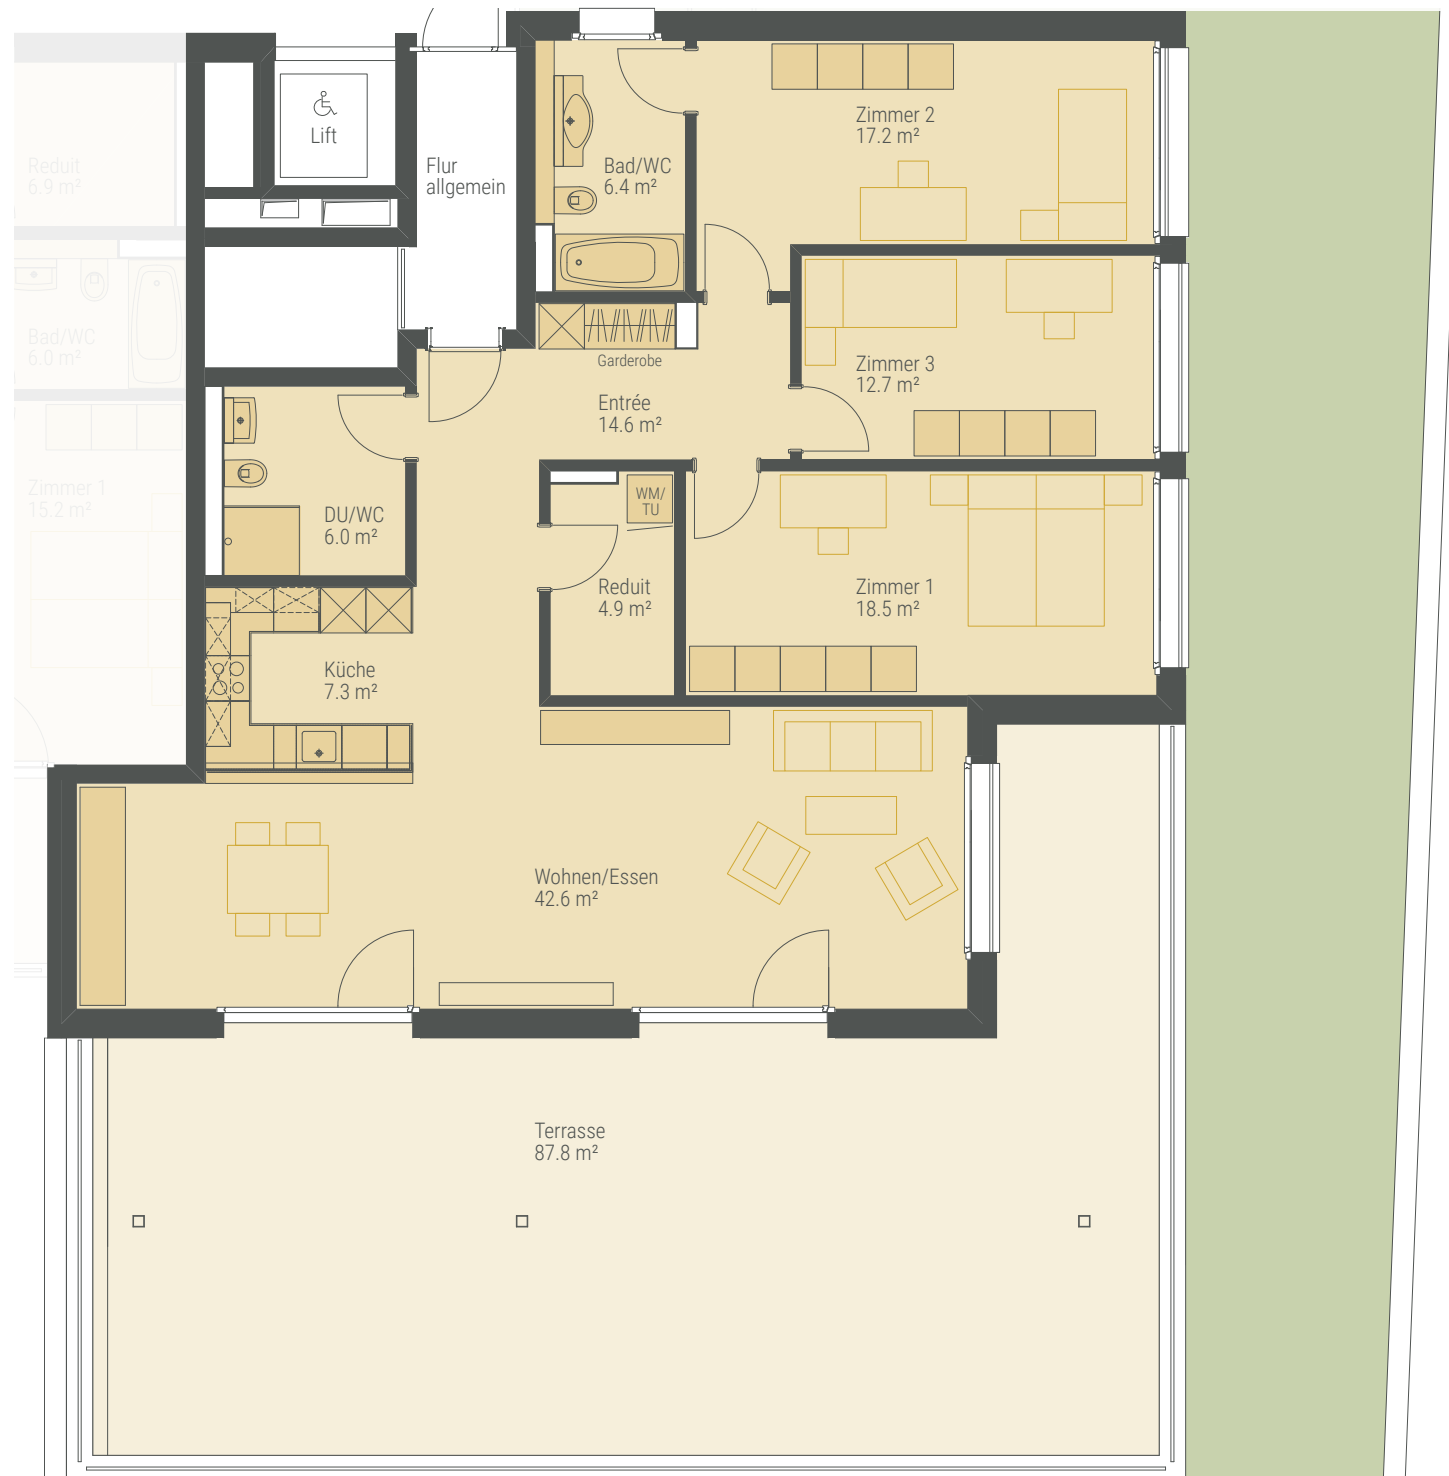 Lift
Flur
allgemein
Bad/WC
6.4 m²
Zimmer 2
17.2 m²
Reduit
6.9 m²
Bad/WC
6.0 m²
Garderobe
Zimmer 3
12.7 m²
Entrée
14.6 m²
Zimmer 1
15.2 m²
DU/WC
6.0 m²
WM/
TU
Reduit
4.9 m²
Zimmer 1
18.5 m²
Küche
7.3 m²
Wohnen/Essen
42.6 m²
Terrasse
87.8 m²